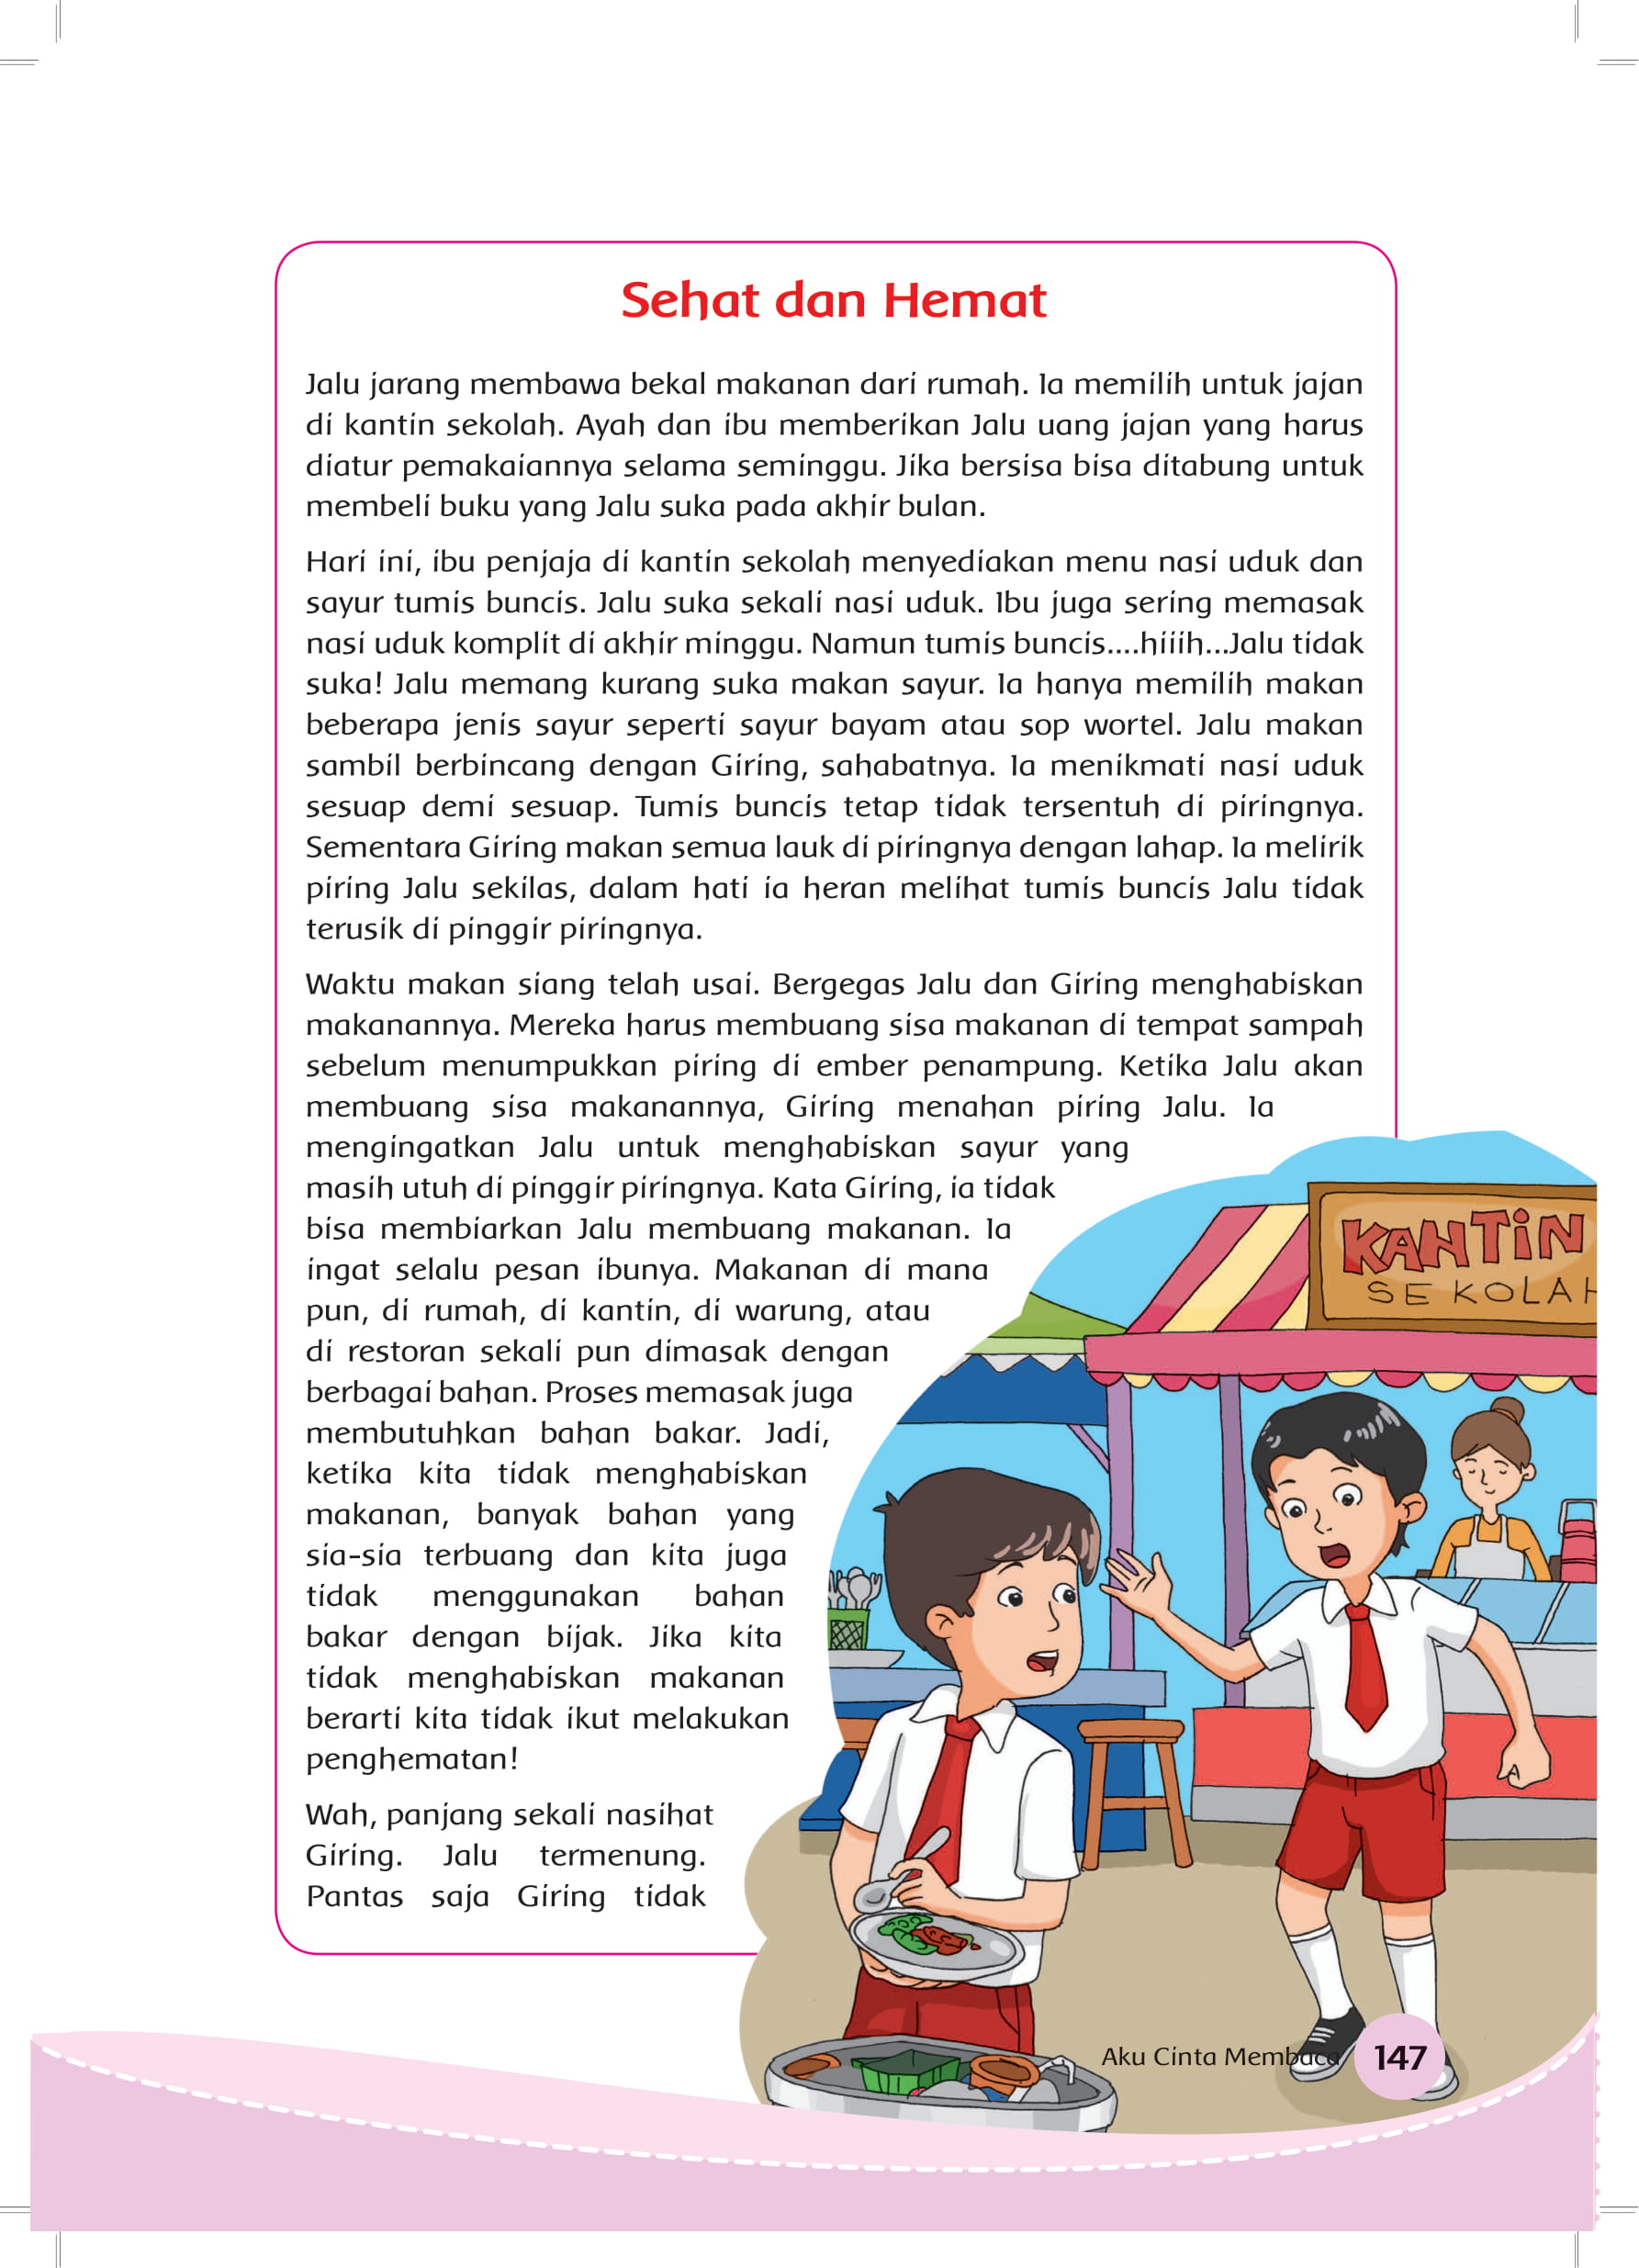 Sehat dan Hemat
Jalu jarang membawa bekal makanan dari rumah. Ia memilih untuk jajan
di kantin sekolah. Ayah dan ibu memberikan Jalu uang jajan yang harus
diatur pemakaiannya selama seminggu. Jika bersisa bisa ditabung untuk
membeli buku yang Jalu suka pada akhir bulan.
Hari ini, ibu penjaja di kantin sekolah menyediakan menu nasi uduk dan
sayur tumis buncis. Jalu suka sekali nasi uduk. Ibu juga sering memasak
nasi uduk komplit di akhir minggu. Namun tumis buncis....hiiih...Jalu tidak
suka! Jalu memang kurang suka makan sayur. Ia hanya memilih makan
beberapa jenis sayur seperti sayur bayam atau sop wortel. Jalu makan
sambil berbincang dengan Giring, sahabatnya. Ia menikmati nasi uduk
sesuap demi sesuap. Tumis buncis tetap tidak tersentuh di piringnya.
Sementara Giring makan semua lauk di piringnya dengan lahap. Ia melirik
piring Jalu sekilas, dalam hati ia heran melihat tumis buncis Jalu tidak
terusik di pinggir piringnya.
Waktu makan siang telah usai. Bergegas Jalu dan Giring menghabiskan
makanannya. Mereka harus membuang sisa makanan di tempat sampah
sebelum menumpukkan piring di ember penampung. Ketika Jalu akan
membuang sisa makanannya, Giring menahan piring Jalu. Ia
mengingatkan Jalu untuk menghabiskan sayur yang
masih utuh di pinggir piringnya. Kata Giring, ia tidak
bisa membiarkan Jalu membuang makanan. Ia
ingat selalu pesan ibunya. Makanan di mana
pun, di rumah, di kantin, di warung, atau
di restoran sekali pun dimasak dengan
berbagai bahan. Proses memasak juga
membutuhkan bahan bakar. Jadi,
ketika kita tidak menghabiskan
makanan, banyak bahan yang
sia-sia terbuang dan kita juga
tidak menggunakan bahan
bakar dengan bijak. Jika kita
tidak menghabiskan makanan
berarti kita tidak ikut melakukan
penghematan!
Wah, panjang sekali nasihat
Giring. Jalu termenung.
Pantas saja Giring tidak
KANTIN
SEKOLAH
Aku Cinta Membaca 147